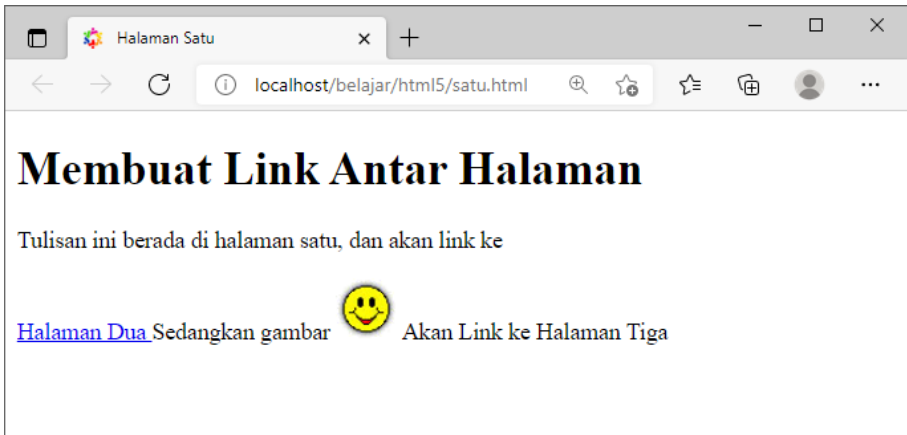 Halaman Satu
localhost/belajar/html5/satu.html
Membuat Link Antar Halaman
Tulisan ini berada di halaman satu, dan akan link ke
Halaman Dua Sedangkan gambar Akan Link ke Halaman Tiga